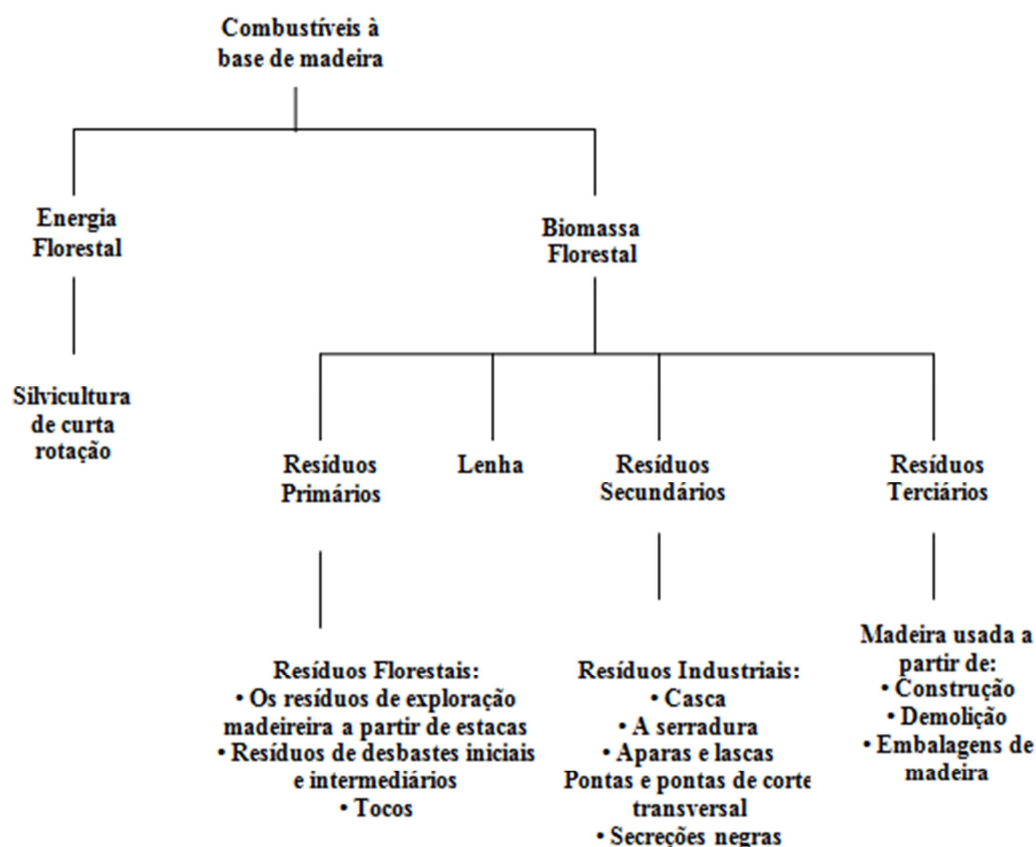 Combustíveis à
base de madeira
Energia
Florestal
Biomassa
Florestal
Silvicultura
de curta
rotação
Resíduos
Primários
Lenha
Resíduos
Secundários
Resíduos
Terciários
Resíduos Florestais:
• Os resíduos de exploração
madeireira a partir de estacas
• Resíduos de desbastes iniciais
e intermediários
• Tocos
Resíduos Industriais:
• Casca
• A serradura
• Aparas e lascas
Pontas e pontas de corte
transversal
• Secreções negras
Madeira usada a
partir de:
• Construção
• Demolição
• Embalagens de
madeira